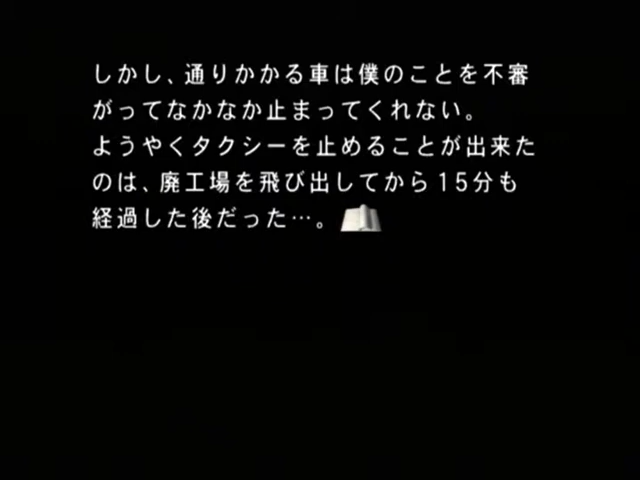 しかし、通りかかる車は僕のことを不審
がってなかなか止まってくれない。
ようやくタクシーを止めることが出来た
のは、廃工場を飛び出してから15分も
経過した後だった…。